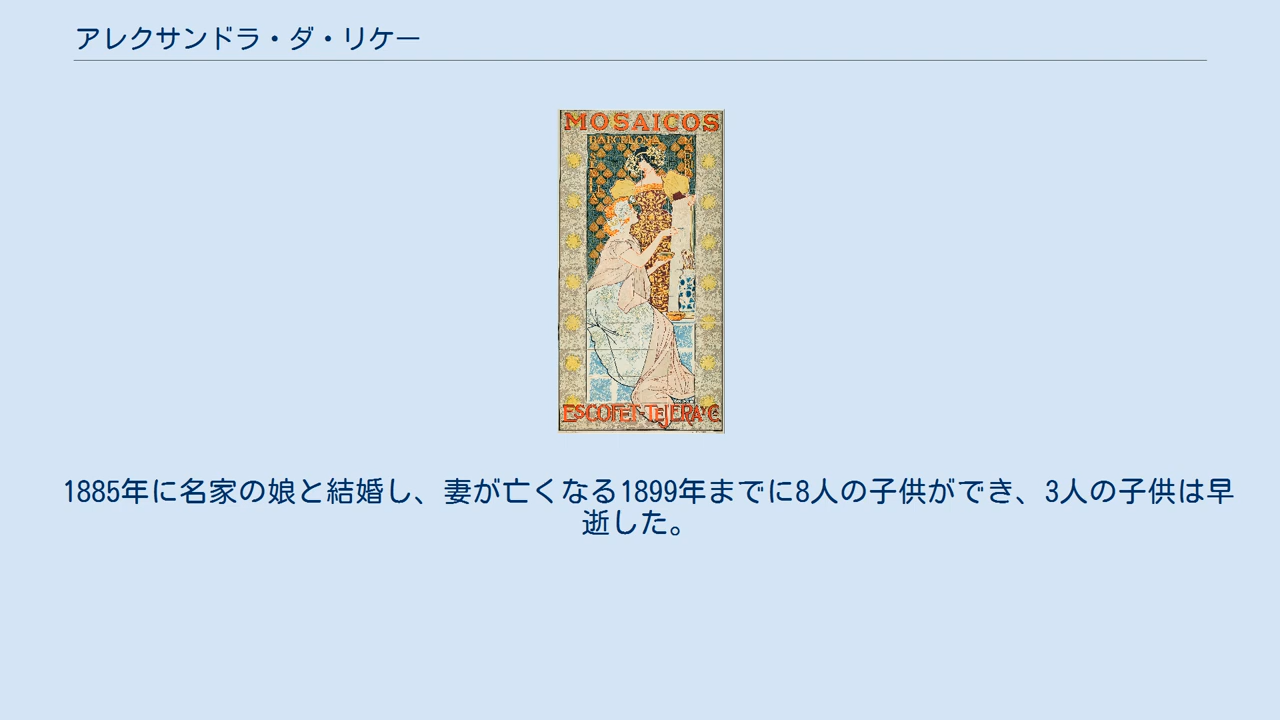 アレクサンドラ・ダ・リケー
MOSAICOS
BARCELONA
ESCOFET-TEJERA Y Cª
1885年に名家の娘と結婚し、妻が亡くなる1899年までに8人の子供ができ、3人の子供は早
逝した。